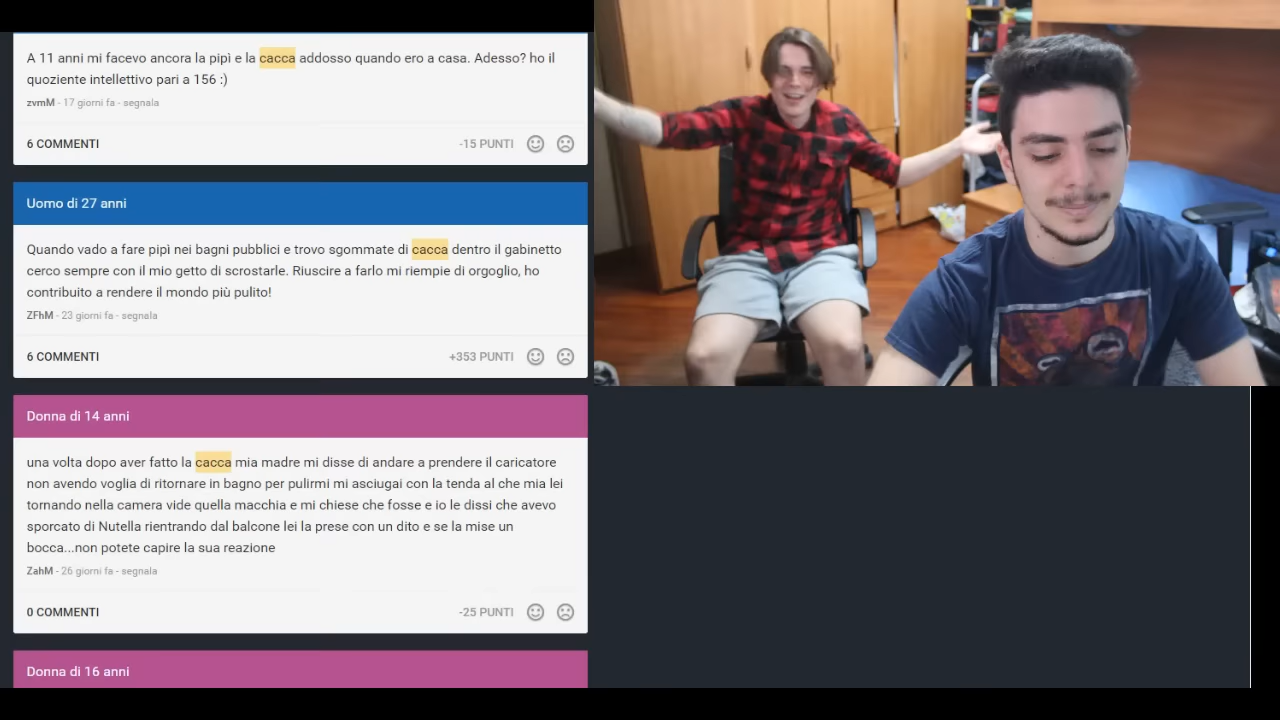 A 11 anni mi facevo ancora la pipì e la cacca addosso quando ero a casa. Adesso? ho il
quoziente intellettivo pari a 156 :)
zvmM - 17 giorni fa - segnala
6 COMMENTI -15 PUNTI
Uomo di 27 anni
Quando vado a fare pipì nei bagni pubblici e trovo sgommate di cacca dentro il gabinetto
cerco sempre con il mio getto di scrostarle. Riuscire a farlo mi riempie di orgoglio, ho
contribuito a rendere il mondo più pulito!
ZFhM - 23 giorni fa - segnala
6 COMMENTI +353 PUNTI
Donna di 14 anni
una volta dopo aver fatto la cacca mia madre mi disse di andare a prendere il caricatore
non avendo voglia di ritornare in bagno per pulirmi mi asciugai con la tenda al che mia lei
tornando nella camera vide quella macchia e mi chiese che fosse e io le dissi che avevo
sporcato di Nutella rientrando dal balcone lei la prese con un dito e se la mise un
bocca...non potete capire la sua reazione
ZahM - 26 giorni fa - segnala
0 COMMENTI -25 PUNTI
Donna di 16 anni